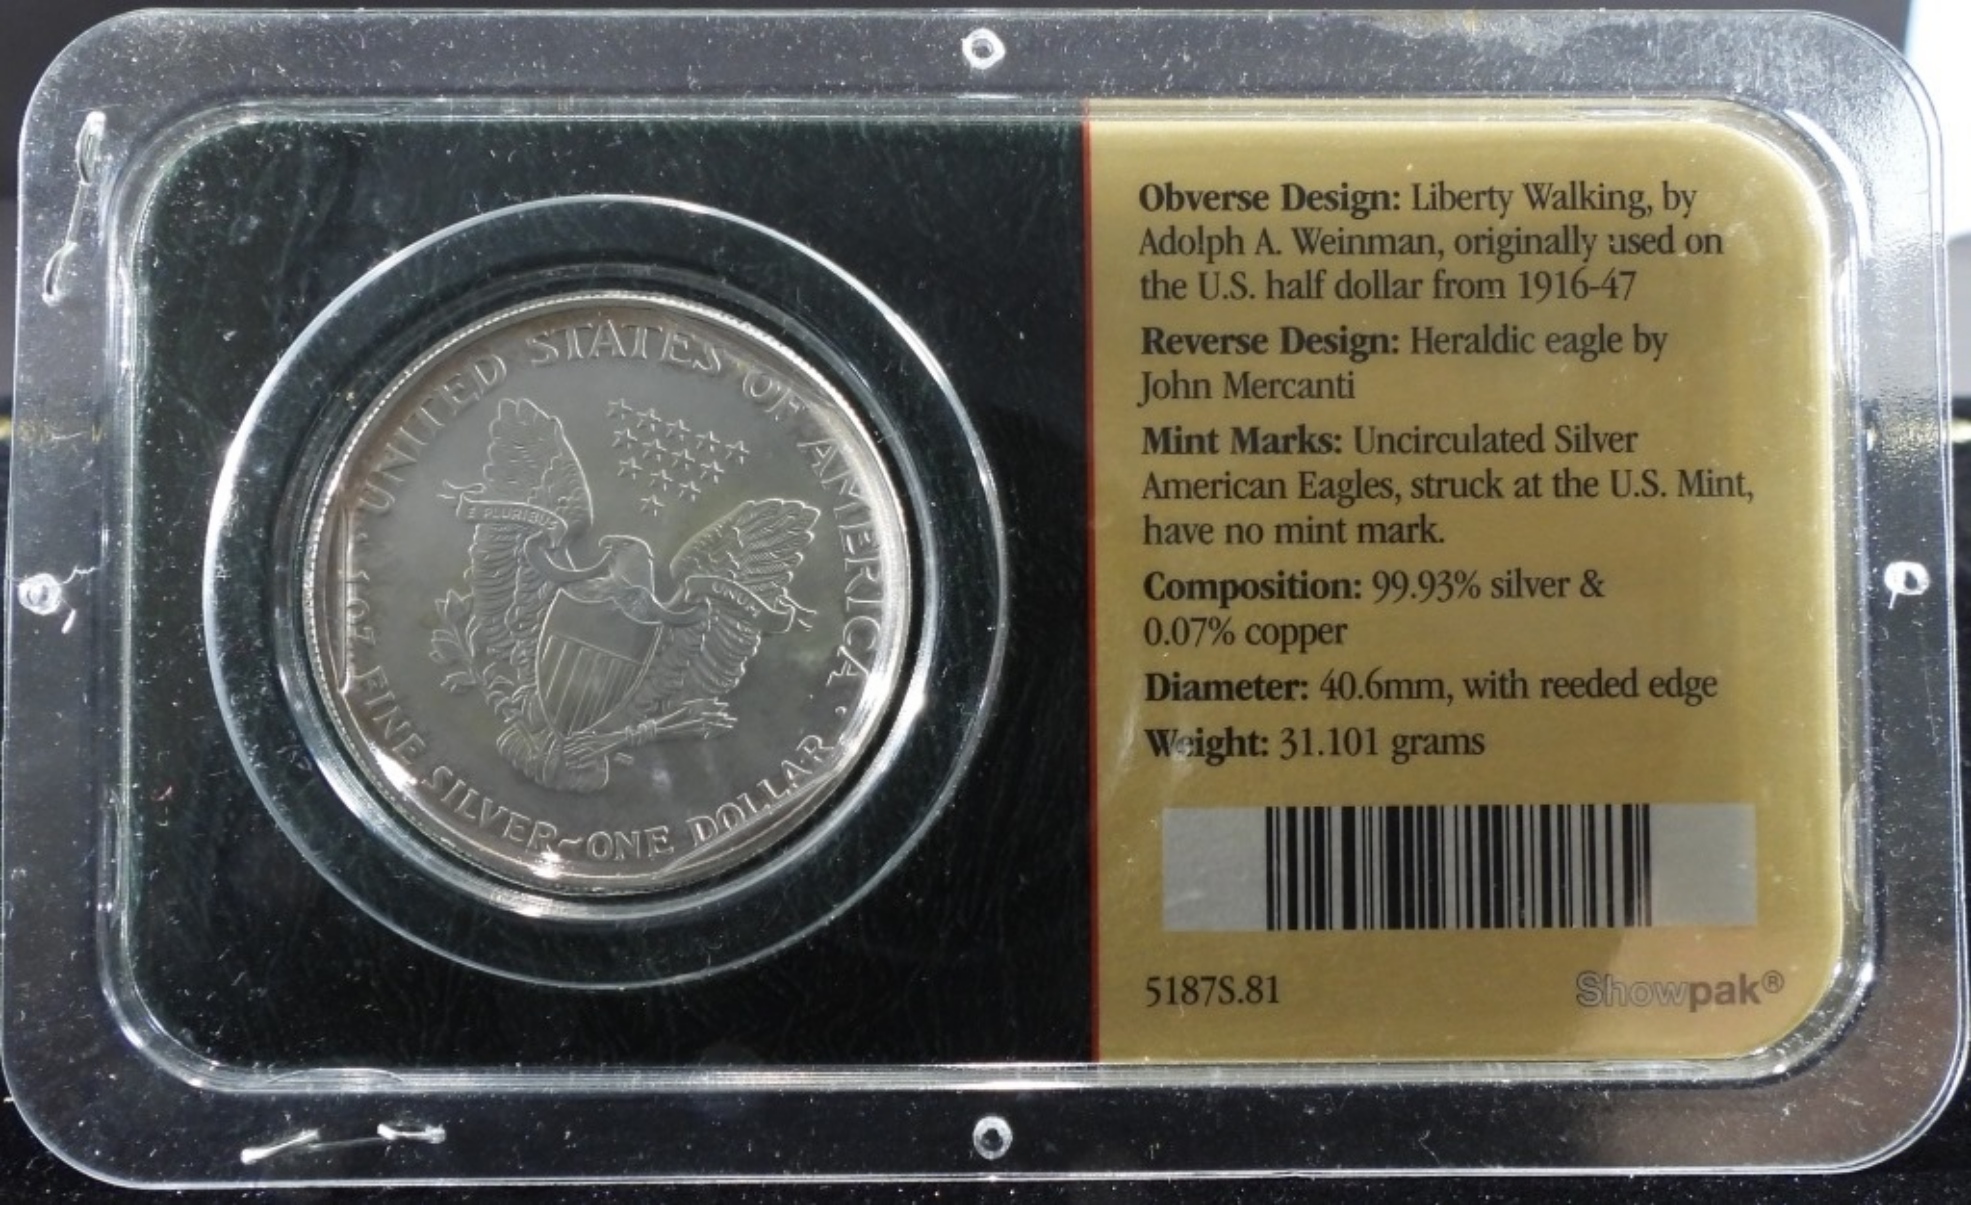 UNITED STATES OF AMERICA
E PLURIBUS
UNUM
1 OZ. FINE SILVER~ONE DOLLAR
Obverse Design: Liberty Walking, by
Adolph A. Weinman, originally used on
the U.S. half dollar from 1916-47
Reverse Design: Heraldic eagle by
John Mercanti
Mint Marks: Uncirculated Silver
American Eagles, struck at the U.S. Mint,
have no mint mark.
Composition: 99.93% silver &
0.07% copper
Diameter: 40.6mm, with reeded edge
Weight: 31.101 grams
5187S.81
Showpak®